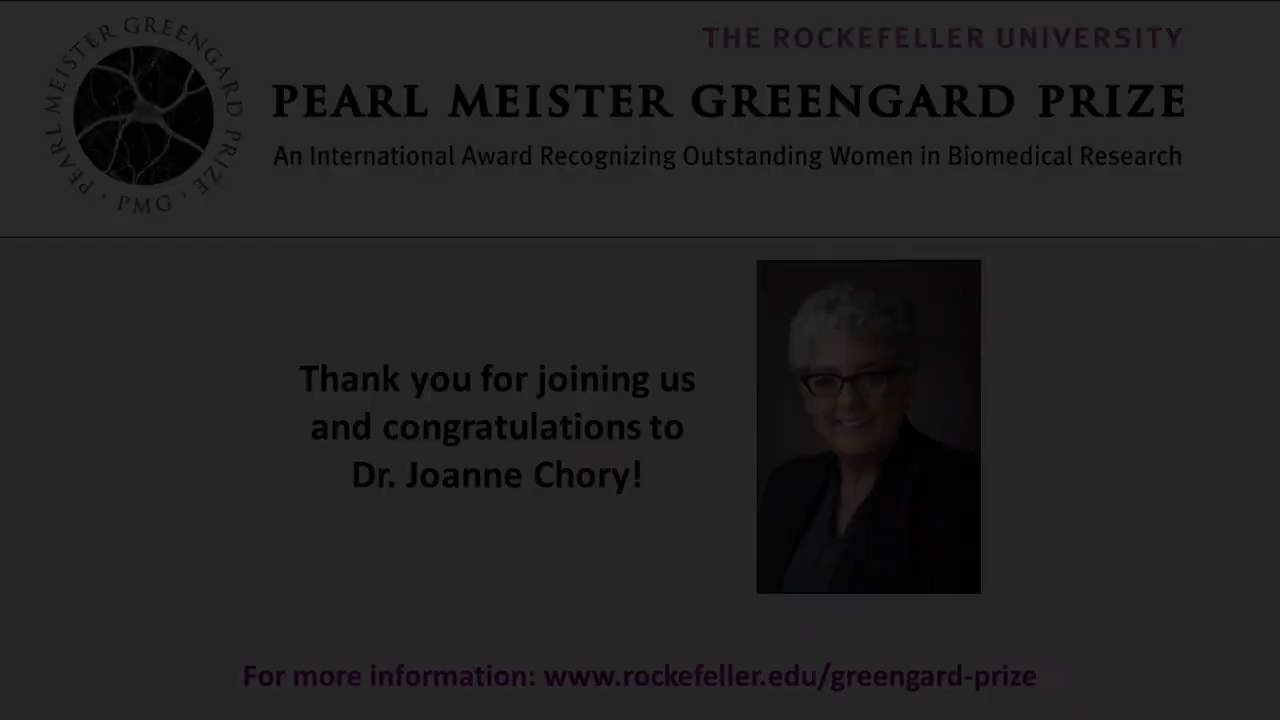 PEARL MEISTER GREENGARD PRIZE
· PMG ·
THE ROCKEFELLER UNIVERSITY
PEARL MEISTER GREENGARD PRIZE
An International Award Recognizing Outstanding Women in Biomedical Research
Thank you for joining us
and congratulations to
Dr. Joanne Chory!
For more information: www.rockefeller.edu/greengard-prize